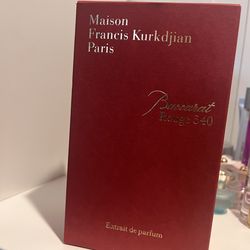 Maison
Francis Kurkdjian
Paris
Baccarat
Rouge 540
Extrait de parfum